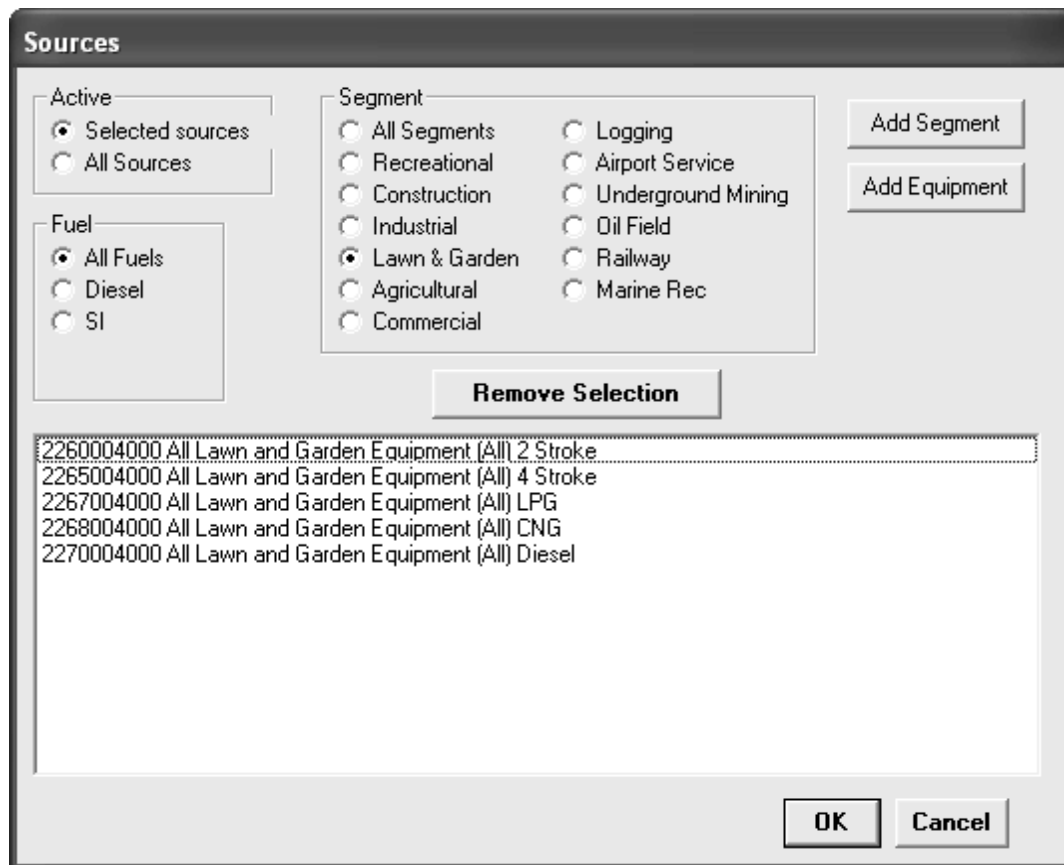 Sources
Active
Selected sources
All Sources
Fuel
All Fuels
Diesel
SI
Segment
All Segments
Recreational
Construction
Industrial
Lawn & Garden
Agricultural
Commercial
Logging
Airport Service
Underground Mining
Oil Field
Railway
Marine Rec
Add Segment
Add Equipment
Remove Selection
2260004000 All Lawn and Garden Equipment (All) 2 Stroke
2265004000 All Lawn and Garden Equipment (All) 4 Stroke
2267004000 All Lawn and Garden Equipment (All) LPG
2268004000 All Lawn and Garden Equipment (All) CNG
2270004000 All Lawn and Garden Equipment (All) Diesel
OK
Cancel